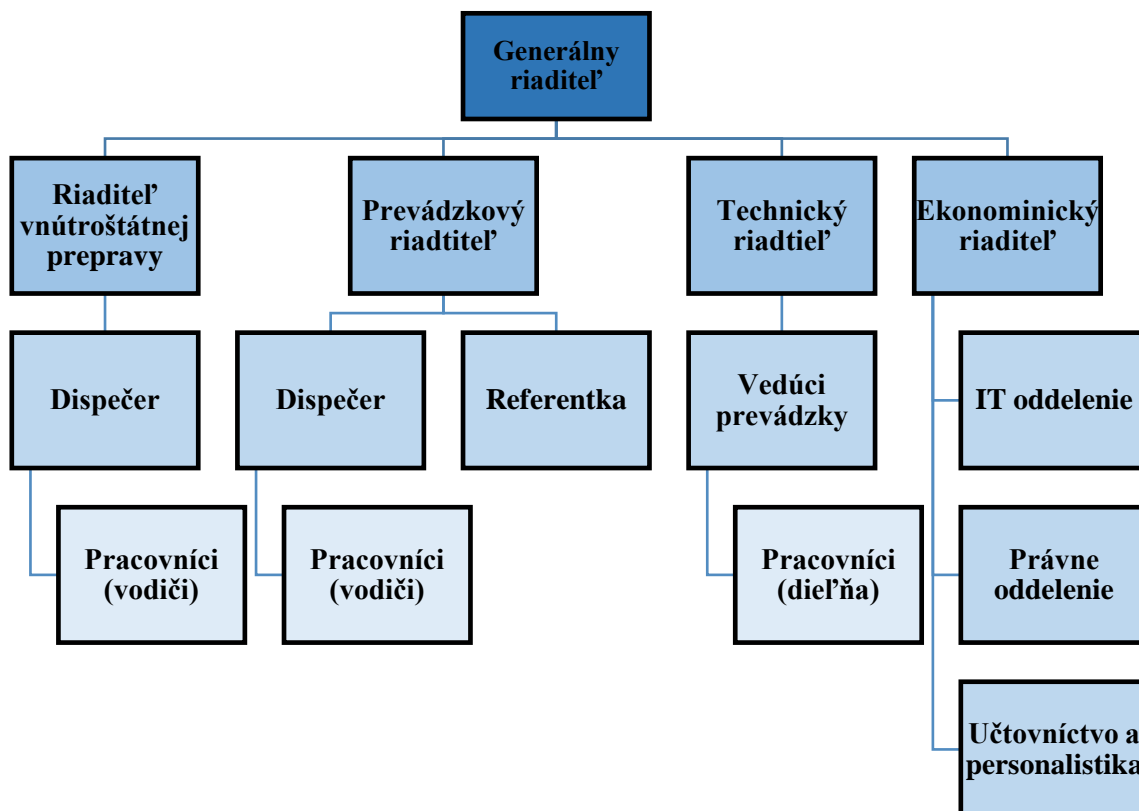 Generálny
riaditeľ
Riaditeľ
vnútroštátnej
prepravy
Prevádzkový
riadtiteľ
Technický
riadtieľ
Ekonominický
riaditeľ
Dispečer
Dispečer
Referentka
Vedúci
prevádzky
IT oddelenie
Pracovníci
(vodiči)
Pracovníci
(vodiči)
Pracovníci
(dieľňa)
Právne
oddelenie
Učtovníctvo a
personalistika